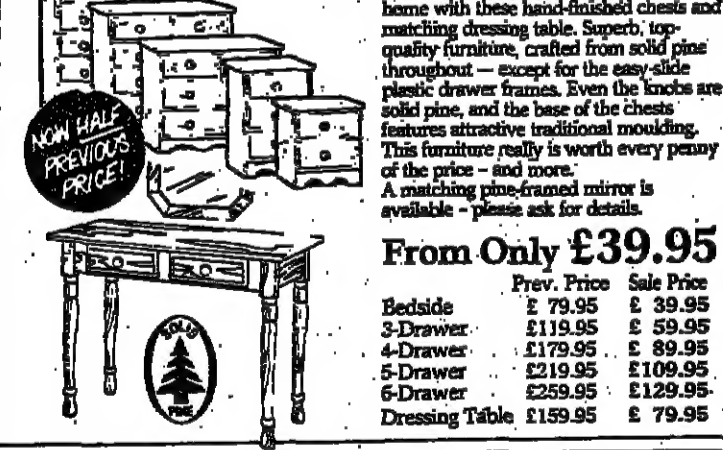 home with these hand-finished chests and
matching dressing table. Superb, top-
quality furniture, crafted from solid pine
throughout — except for the easy-slide
plastic drawer frames. Even the knobs are
solid pine, and the base of the chests
features attractive traditional moulding.
This furniture really is worth every penny
of the price – and more.
A matching pine-framed mirror is
available – please ask for details.
NOW HALF
PREVIOUS
PRICE!
From Only £39.95
Prev. Price Sale Price
Bedside £ 79.95 £ 39.95
3-Drawer £119.95 £ 59.95
4-Drawer £179.95 £ 89.95
5-Drawer £219.95 £109.95
6-Drawer £259.95 £129.95
Dressing Table £159.95 £ 79.95
SOLID
PINE